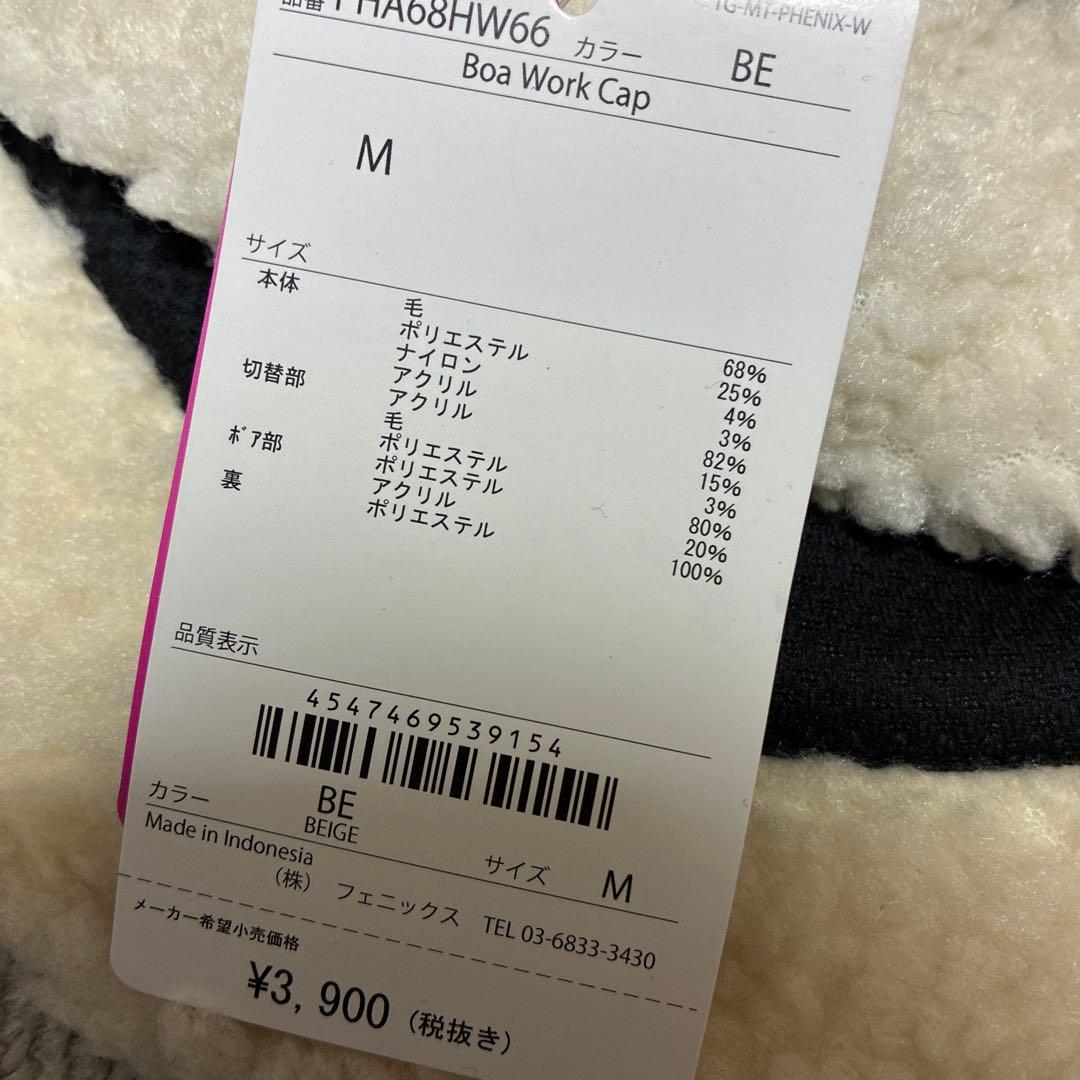 TG-MT-PHENIX-W
品番 PHA68HW66 カラー BE
Boa Work Cap
M
サイズ
本体 毛 68%
ポリエステル 25%
ナイロン 4%
アクリル 3%
切替部 アクリル 82%
毛 15%
ポリエステル 3%
ボア部 ポリエステル 80%
アクリル 20%
裏 ポリエステル 100%
品質表示
4547469539154
カラー BE
BEIGE
サイズ M
Made in Indonesia
(株) フェニックス TEL 03-6833-3430
メーカー希望小売価格
¥3,900 (税抜き)